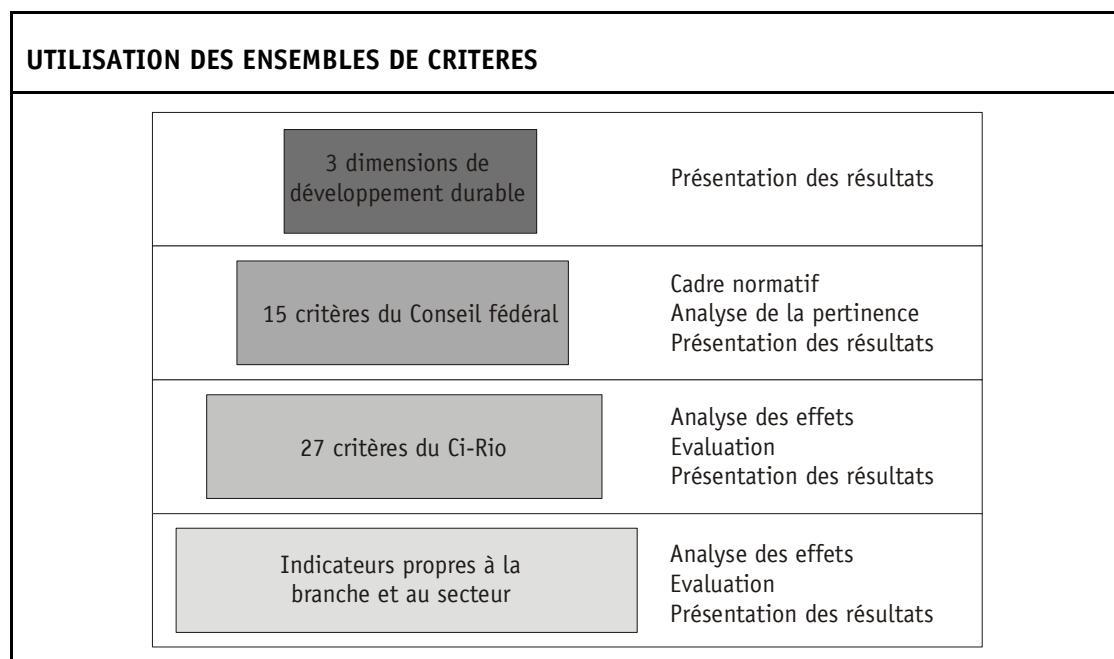 UTILISATION DES ENSEMBLES DE CRITERES
3 dimensions de
développement durable
Présentation des résultats
15 critères du Conseil fédéral
Cadre normatif
Analyse de la pertinence
Présentation des résultats
27 critères du Ci-Rio
Analyse des effets
Evaluation
Présentation des résultats
Indicateurs propres à la
branche et au secteur
Analyse des effets
Evaluation
Présentation des résultats